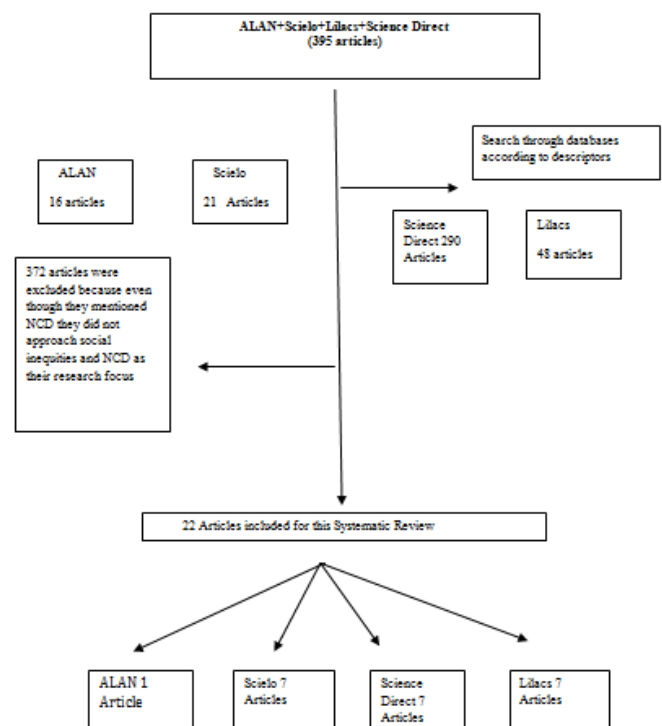 ALAN+Scielo+Lilacs+Science Direct
(395 articles)
Search through databases
according to descriptors
ALAN
16 articles
Scielo
21 Articles
Science
Direct 290
Articles
Lilacs
48 articles
372 articles were
excluded because even
though they mentioned
NCD they did not
approach social
inequities and NCD as
their research focus
22 Articles included for this Systematic Review
ALAN 1
Article
Scielo 7
Articles
Science
Direct 7
Articles
Lilacs 7
Articles